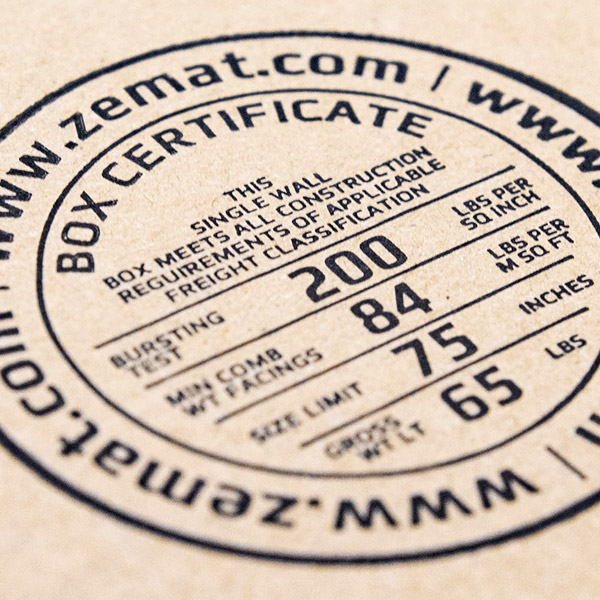 www.zemat.com | www
BOX CERTIFICATE
THIS
SINGLE WALL
BOX MEETS ALL CONSTRUCTION
REGUIREMENTS OF APPLICABLE
FREIGHT CLASSIFICATION
BURSTING TEST 200 LBS PER SQ INCH
MIN COMB WT FACINGS 84 LBS PER M SQ FT
SIZE LIMIT 75 INCHES
GROSS WT LT 65 LBS
www.zemat.com